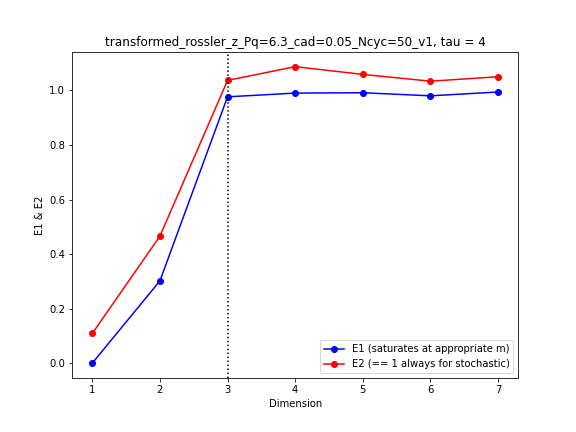 transformed_rossler_z_Pq=6.3_cad=0.05_Ncyc=50_v1, tau = 4
1.0
0.8
0.6
0.4
0.2
0.0
E1 & E2
E1 (saturates at appropriate m)
E2 (== 1 always for stochastic)
1 2 3 4 5 6 7
Dimension